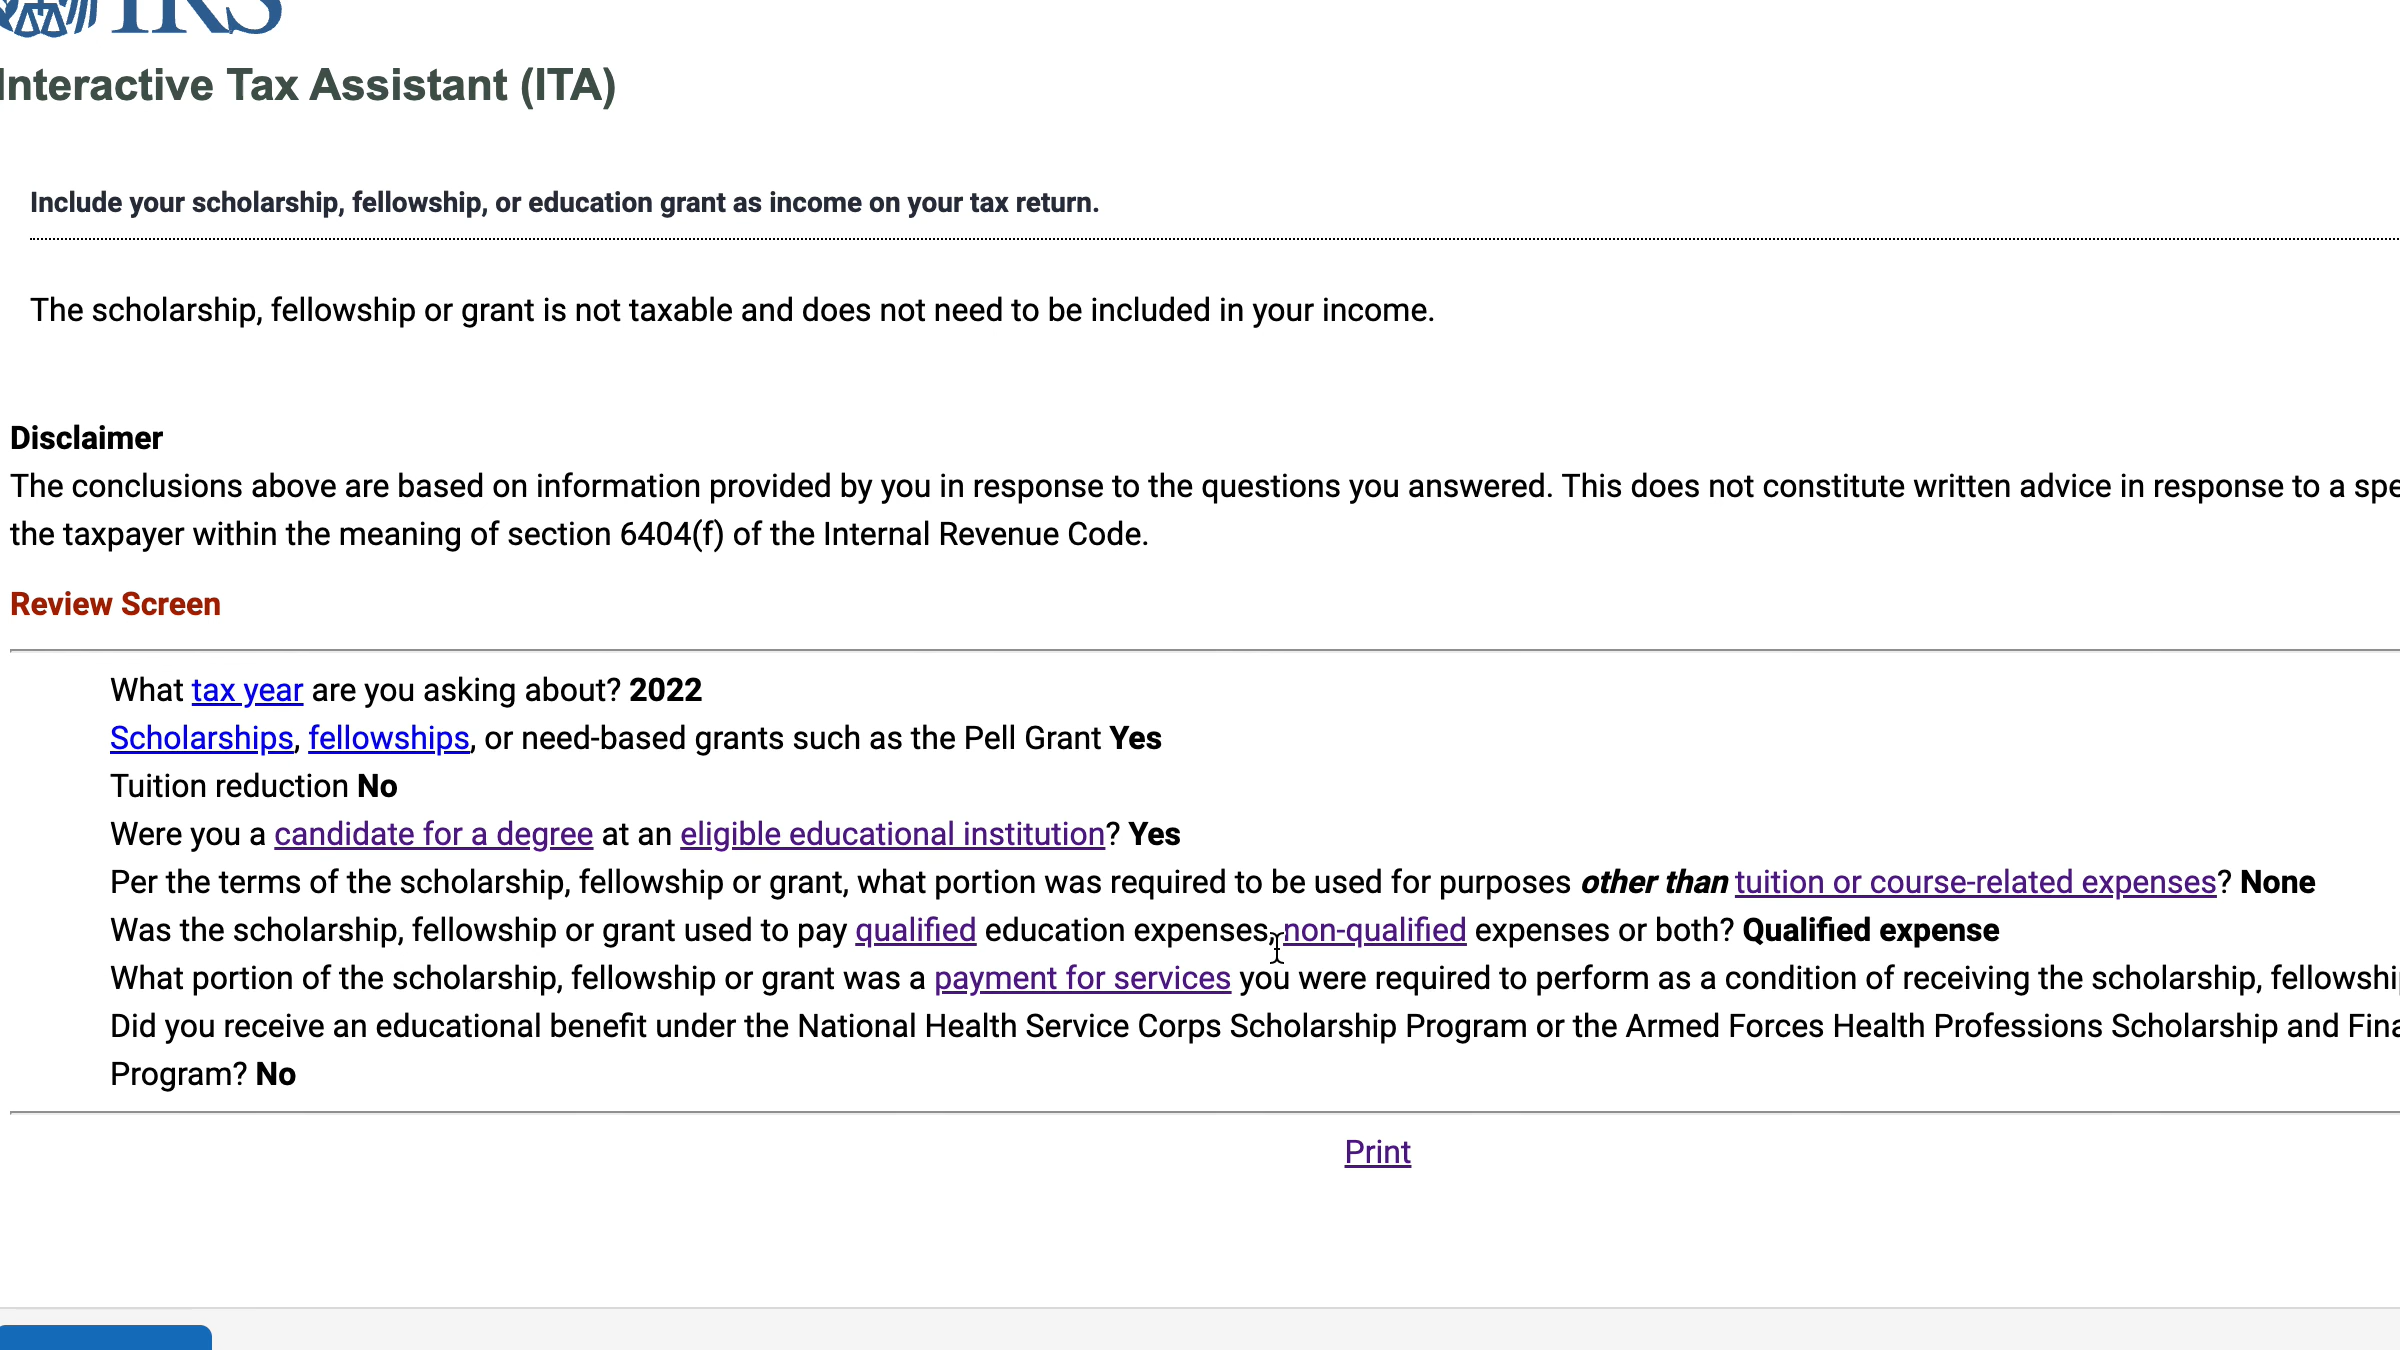 IRS
Interactive Tax Assistant (ITA)
Include your scholarship, fellowship, or education grant as income on your tax return.
The scholarship, fellowship or grant is not taxable and does not need to be included in your income.
Disclaimer
The conclusions above are based on information provided by you in response to the questions you answered. This does not constitute written advice in response to a spe
the taxpayer within the meaning of section 6404(f) of the Internal Revenue Code.
Review Screen
What tax year are you asking about? 2022
Scholarships, fellowships, or need-based grants such as the Pell Grant Yes
Tuition reduction No
Were you a candidate for a degree at an eligible educational institution? Yes
Per the terms of the scholarship, fellowship or grant, what portion was required to be used for purposes other than tuition or course-related expenses? None
Was the scholarship, fellowship or grant used to pay qualified education expenses, non-qualified expenses or both? Qualified expense
What portion of the scholarship, fellowship or grant was a payment for services you were required to perform as a condition of receiving the scholarship, fellowshi
Did you receive an educational benefit under the National Health Service Corps Scholarship Program or the Armed Forces Health Professions Scholarship and Fina
Program? No
Print